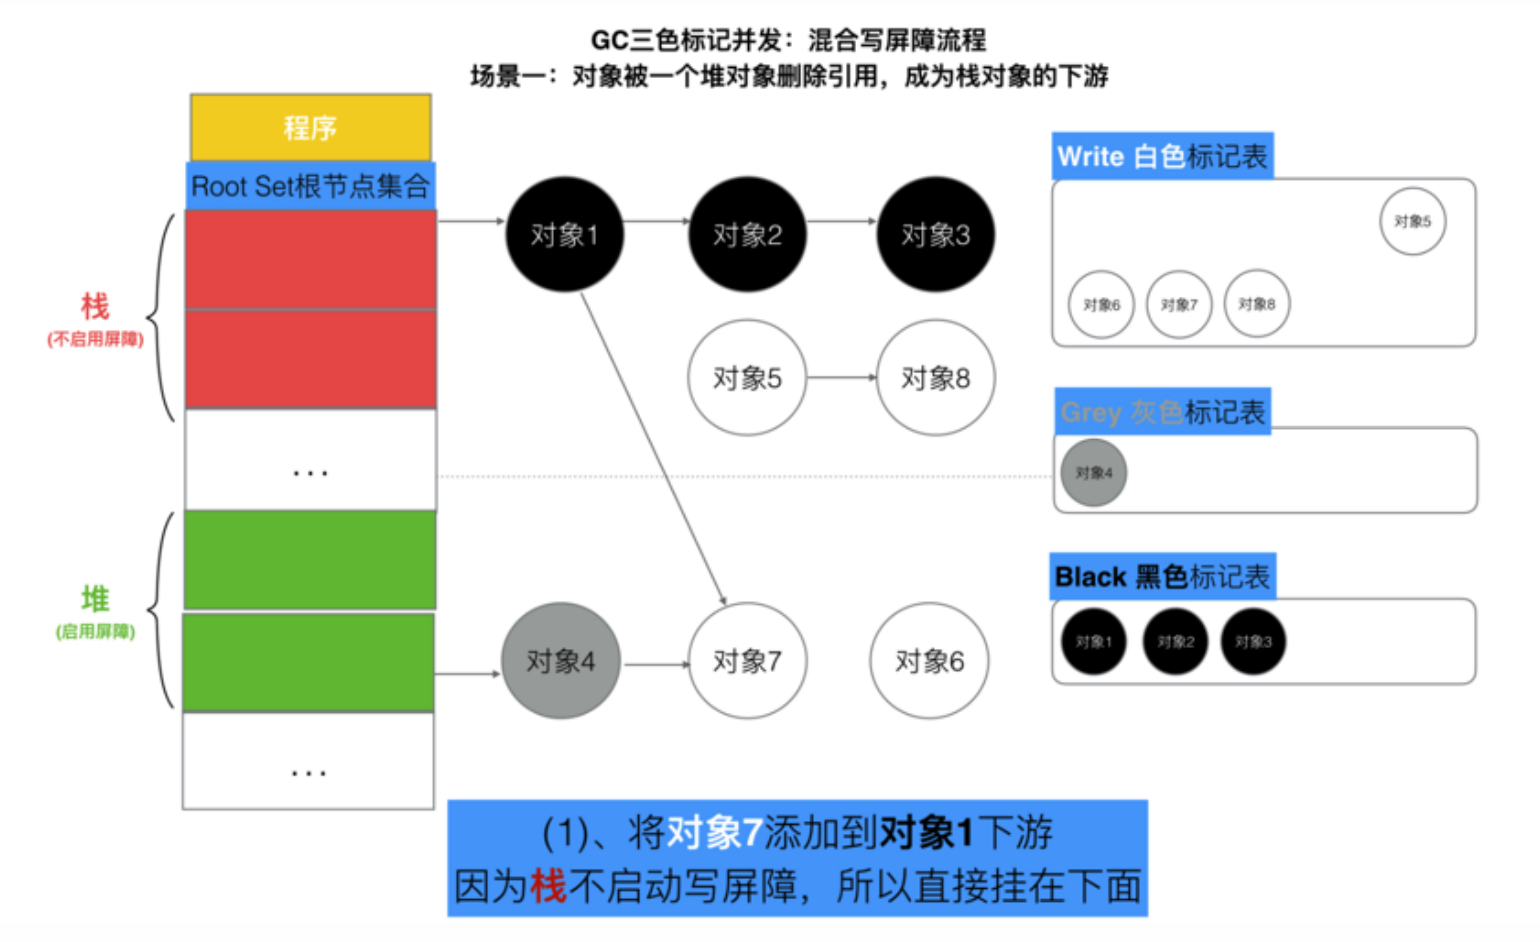 GC三色标记并发：混合写屏障流程
场景一：对象被一个堆对象删除引用，成为栈对象的下游
程序
Root Set根节点集合
栈
(不启用屏障)
...
堆
(启用屏障)
...
对象1
对象2
对象3
对象5
对象8
对象4
对象7
对象6
Write 白色标记表
对象5
对象6
对象7
对象8
Grey 灰色标记表
对象4
Black 黑色标记表
对象1
对象2
对象3
(1)、将对象7添加到对象1下游
因为栈不启动写屏障，所以直接挂在下面